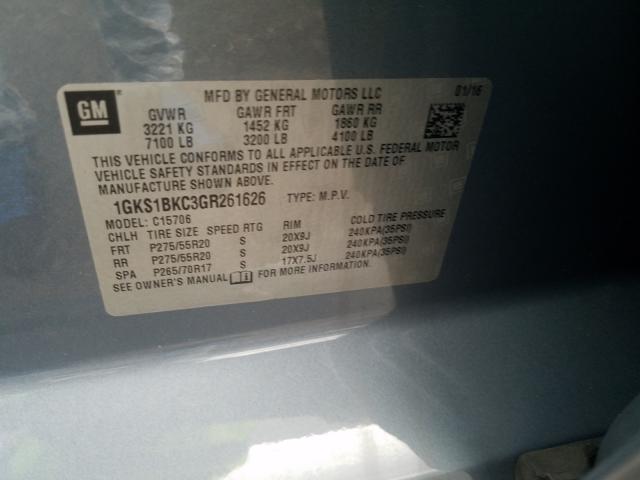 GM
MFD BY GENERAL MOTORS LLC
01/16
GVWR GAWR FRT GAWR RR
3221 KG 1452 KG 1860 KG
7100 LB 3200 LB 4100 LB
THIS VEHICLE CONFORMS TO ALL APPLICABLE U.S. FEDERAL MOTOR
VEHICLE SAFETY STANDARDS IN EFFECT ON THE DATE OF
MANUFACTURE SHOWN ABOVE.
1GKS1BKC3GR261626 TYPE: M.P.V.
MODEL: C15706
CHLH TIRE SIZE SPEED RTG RIM COLD TIRE PRESSURE
FRT P275/55R20 S 20X9J 240KPA(35PSI)
RR P275/55R20 S 20X9J 240KPA(35PSI)
SPA P265/70R17 S 17X7.5J 240KPA(35PSI)
SEE OWNER'S MANUAL FOR MORE INFORMATION.